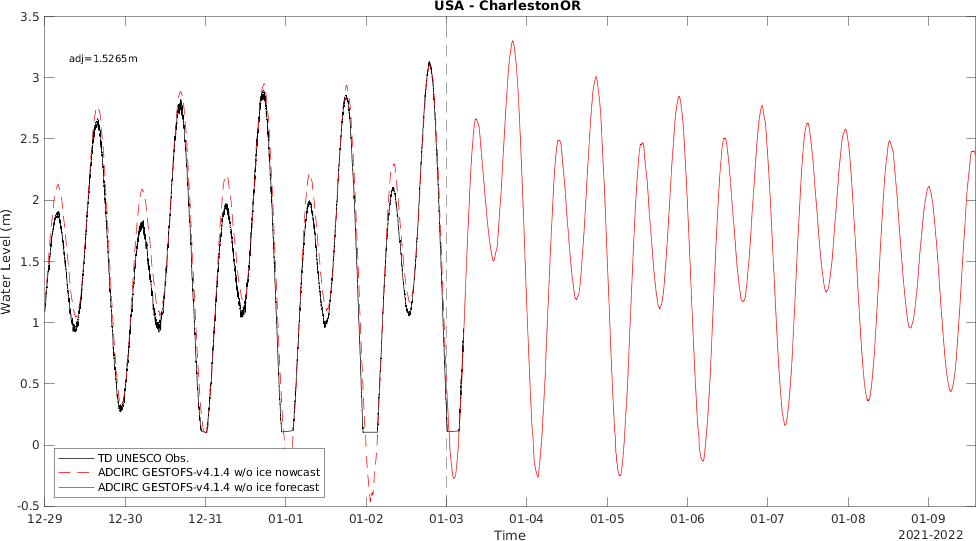 USA - CharlestonOR
adj=1.5265m
Water Level (m)
3.5
3
2.5
2
1.5
1
0.5
0
-0.5
TD UNESCO Obs.
ADCIRC GESTOFS-v4.1.4 w/o ice nowcast
ADCIRC GESTOFS-v4.1.4 w/o ice forecast
12-29 12-30 12-31 01-01 01-02 01-03 01-04 01-05 01-06 01-07 01-08 01-09
Time
2021-2022